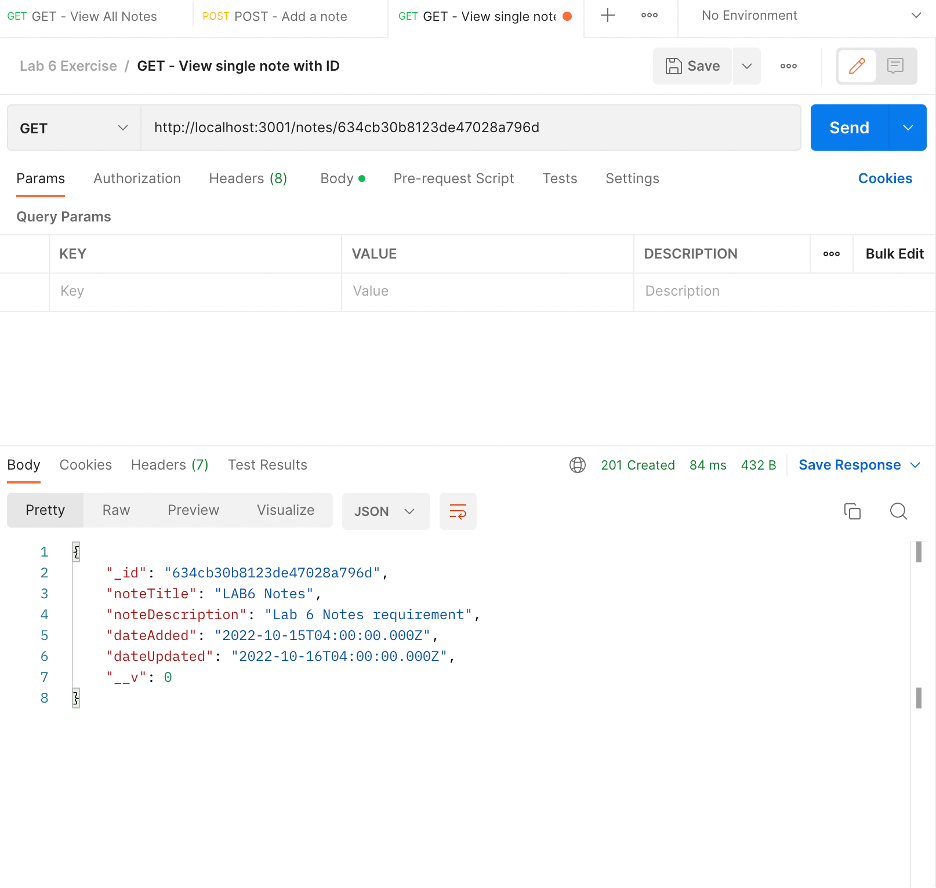 GET GET - View All Notes POST POST - Add a note GET GET - View single note No Environment
Lab 6 Exercise / GET - View single note with ID Save
GET http://localhost:3001/notes/634cb30b8123de47028a796d Send
Params Authorization Headers (8) Body Pre-request Script Tests Settings Cookies
Query Params
KEY VALUE DESCRIPTION Bulk Edit
Key Value Description
Body Cookies Headers (7) Test Results 201 Created 84 ms 432 B Save Response
Pretty Raw Preview Visualize JSON
1 {
2 "_id": "634cb30b8123de47028a796d",
3 "noteTitle": "LAB6 Notes",
4 "noteDescription": "Lab 6 Notes requirement",
5 "dateAdded": "2022-10-15T04:00:00.000Z",
6 "dateUpdated": "2022-10-16T04:00:00.000Z",
7 "__v": 0
8 }